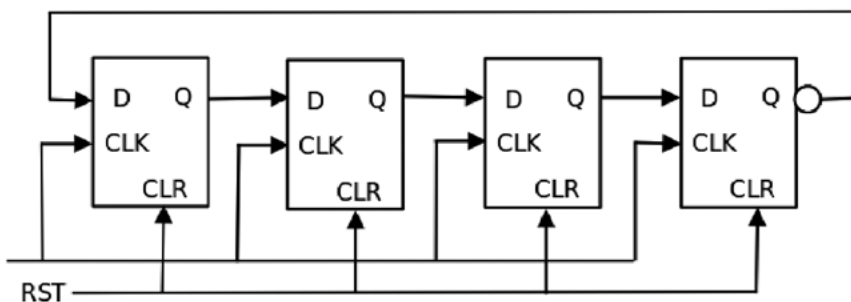 D Q D Q D Q D Q
CLK CLK CLK CLK
CLR CLR CLR CLR
RST